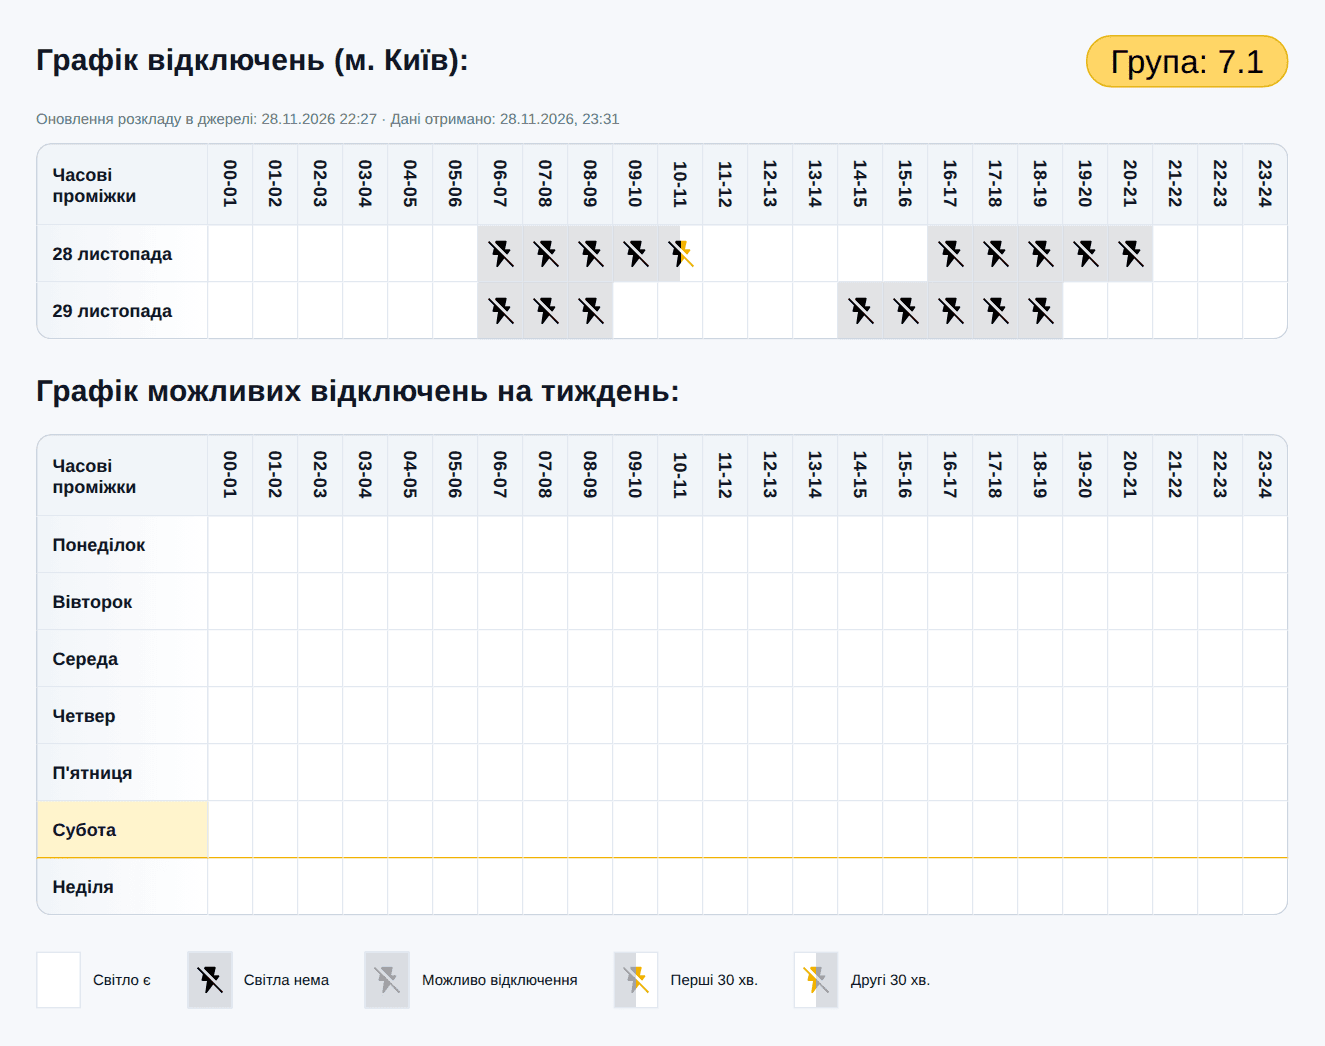 Графік відключень (м. Київ):
Група: 7.1
Оновлення розкладу в джерелі: 28.11.2026 22:27 · Дані отримано: 28.11.2026, 23:31
Часові
проміжки
00-01 01-02 02-03 03-04 04-05 05-06 06-07 07-08 08-09 09-10 10-11 11-12 12-13 13-14 14-15 15-16 16-17 17-18 18-19 19-20 20-21 21-22 22-23 23-24
28 листопада
29 листопада
Графік можливих відключень на тиждень:
Часові
проміжки
00-01 01-02 02-03 03-04 04-05 05-06 06-07 07-08 08-09 09-10 10-11 11-12 12-13 13-14 14-15 15-16 16-17 17-18 18-19 19-20 20-21 21-22 22-23 23-24
Понеділок
Вівторок
Середа
Четвер
П'ятниця
Субота
Неділя
Світло є Світла нема Можливо відключення Перші 30 хв. Другі 30 хв.